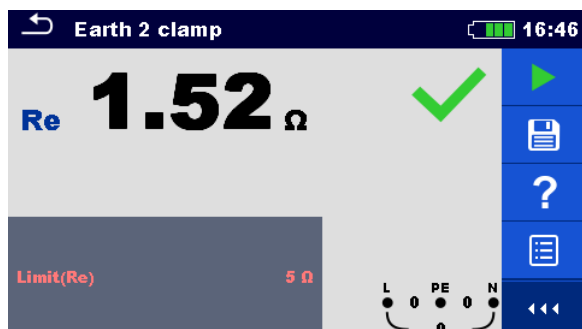 Earth 2 clamp 16:46
Re 1.52 Ω
?
Limit(Re) 5 Ω
L PE N
0 0
0